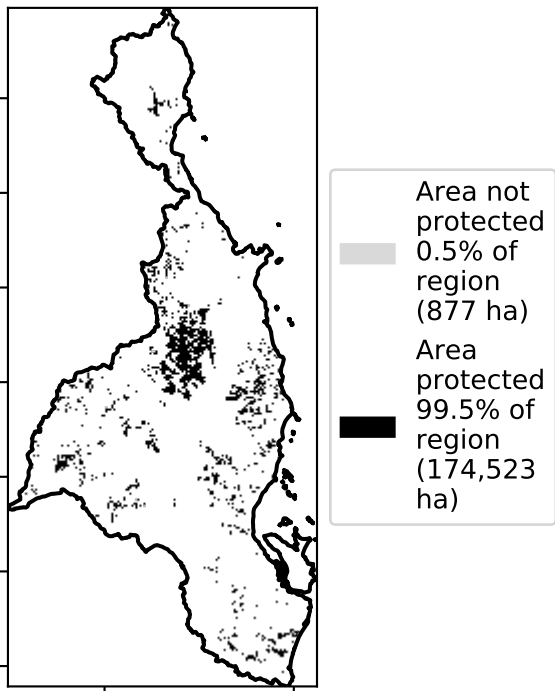 Area not
protected
0.5% of
region
(877 ha)
Area
protected
99.5% of
region
(174,523
ha)